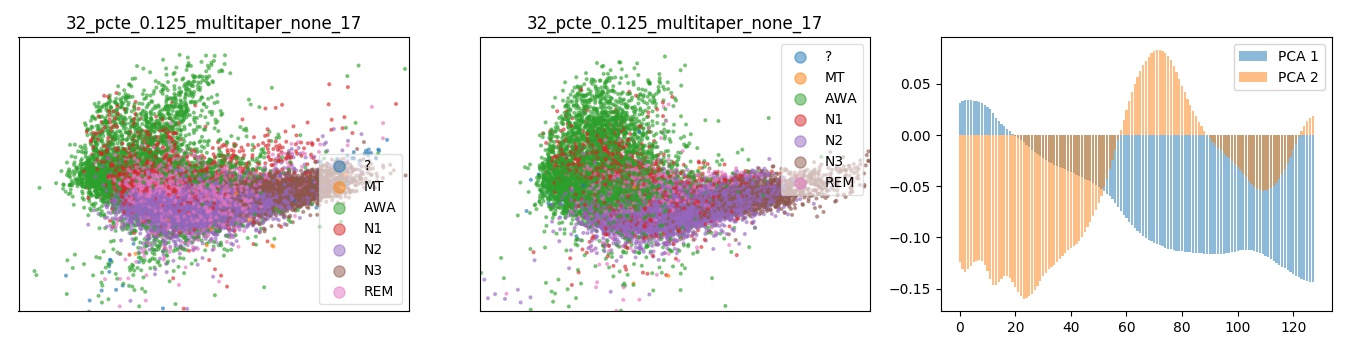 32_pcte_0.125_multitaper_none_17
?
MT
AWA
N1
N2
N3
REM
32_pcte_0.125_multitaper_none_17
?
MT
AWA
N1
N2
N3
REM
PCA 1
PCA 2
0.05
0.00
−0.05
−0.10
−0.15
0 20 40 60 80 100 120